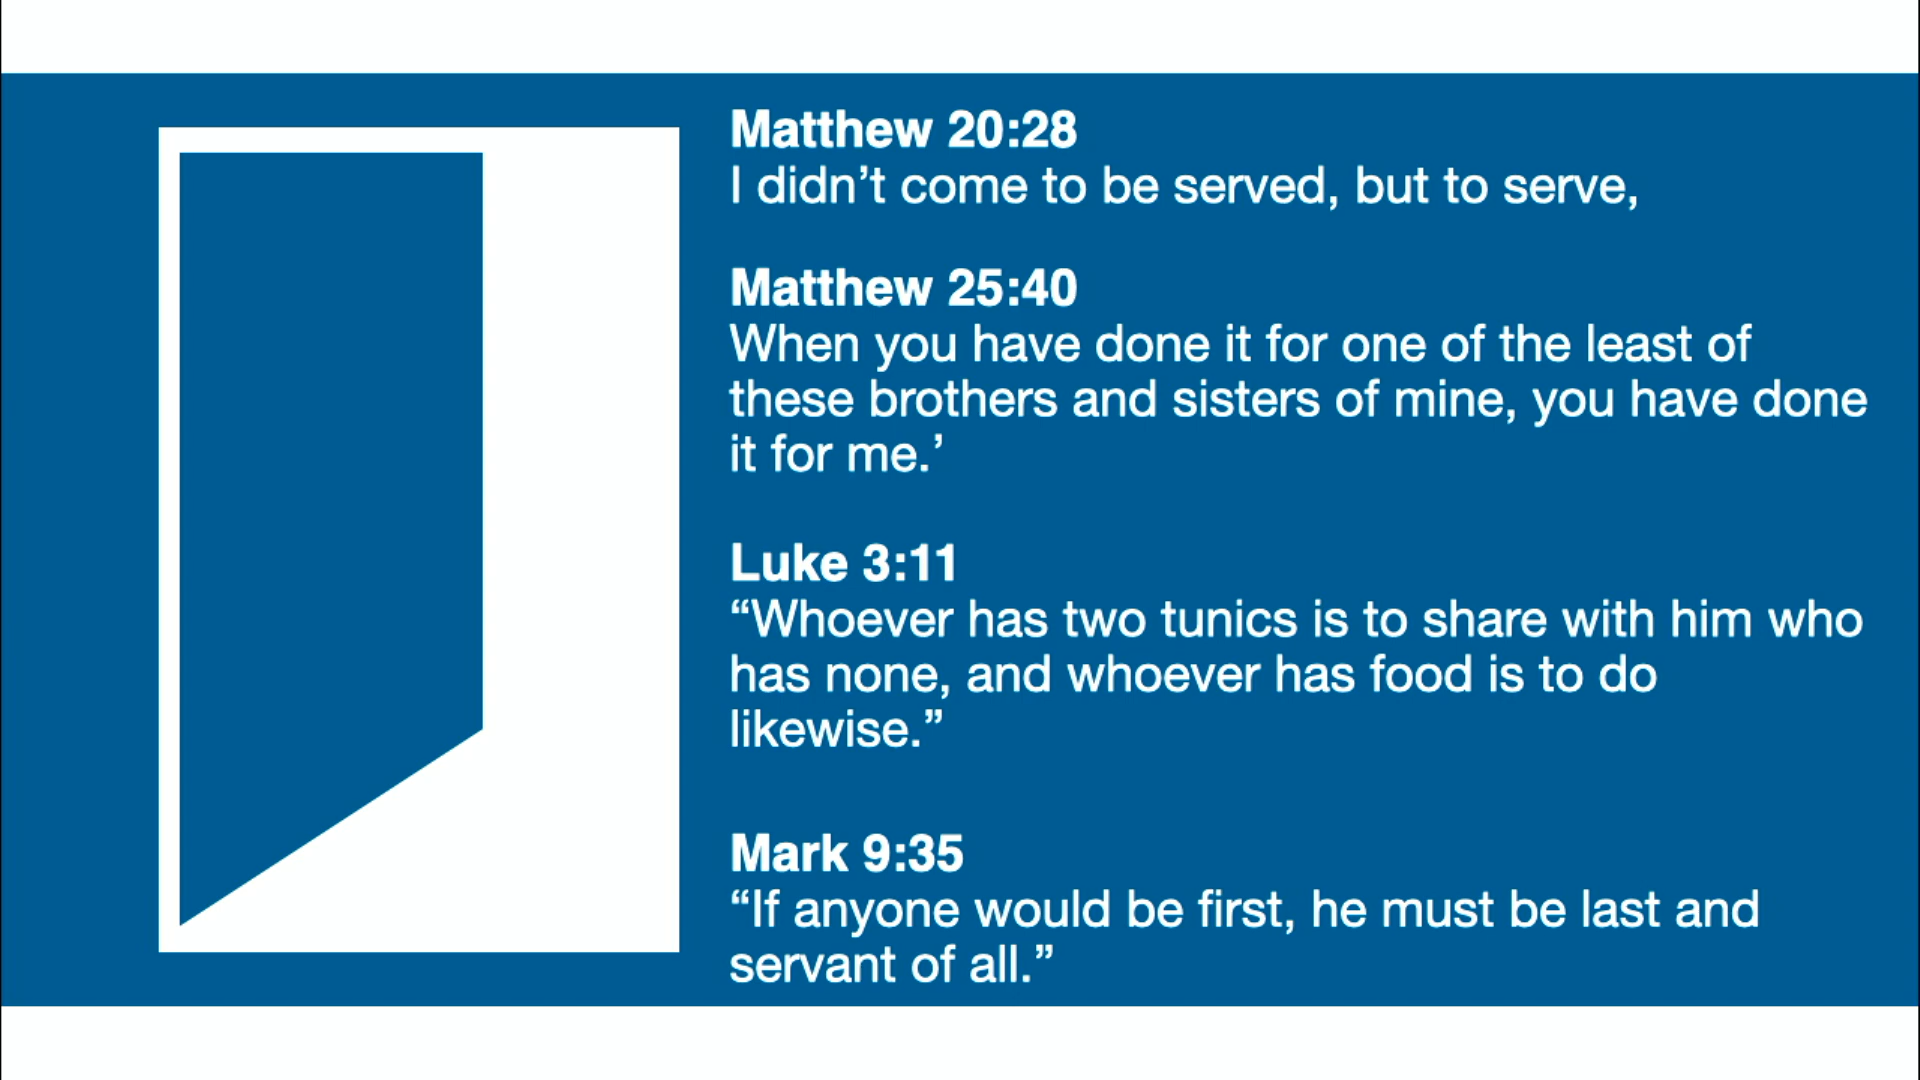 Matthew 20:28
I didn’t come to be served, but to serve,
Matthew 25:40
When you have done it for one of the least of
these brothers and sisters of mine, you have done
it for me.’
Luke 3:11
“Whoever has two tunics is to share with him who
has none, and whoever has food is to do
likewise.”
Mark 9:35
“If anyone would be first, he must be last and
servant of all.”